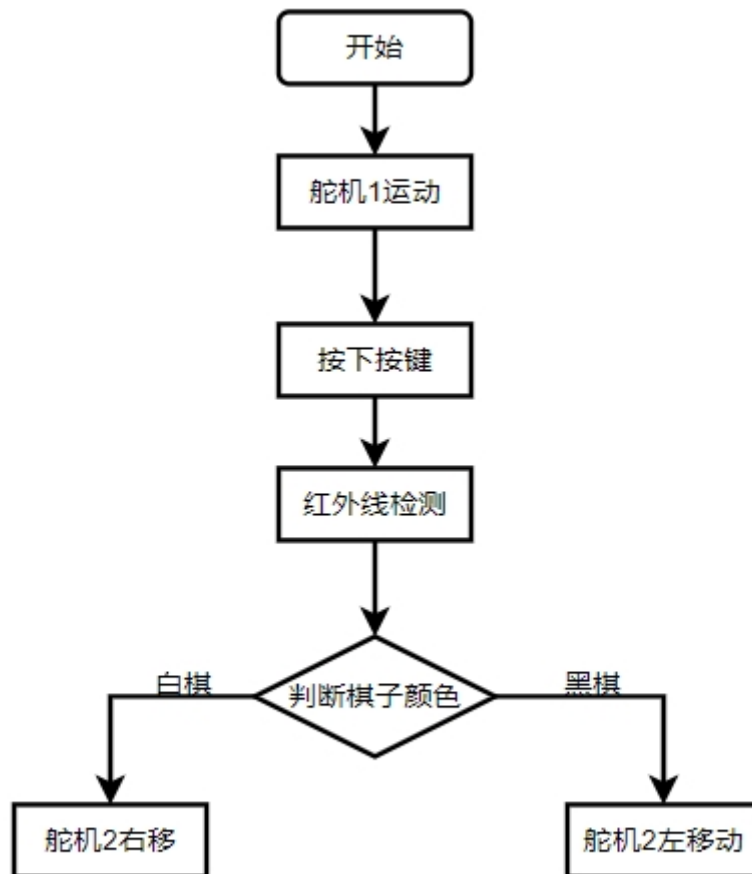 开始
舵机1运动
按下按键
红外线检测
白棋
判断棋子颜色
黑棋
舵机2右移
舵机2左移动